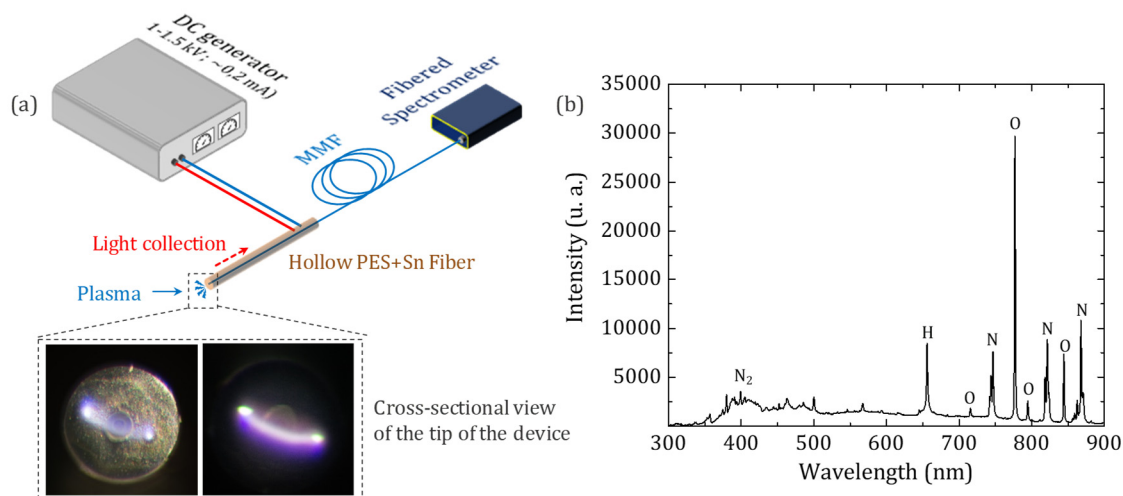 (a)
DC generator
1-1.5 kV; ~0,2 mA)
Fibered
Spectrometer
MMF
Light collection
Hollow PES+Sn Fiber
Plasma
Cross-sectional view
of the tip of the device
(b)
35000
30000
25000
20000
15000
10000
5000
Intensity (u. a.)
N₂
H
O
N
O
O
N
O
N
300 400 500 600 700 800 900
Wavelength (nm)